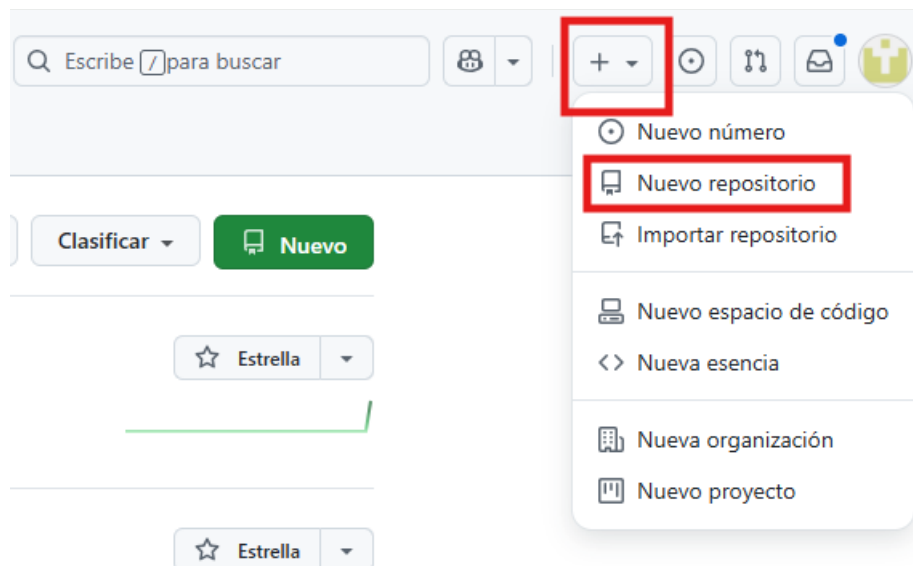 Escribe / para buscar
Nuevo número
Nuevo repositorio
Importar repositorio
Clasificar
Nuevo
Nuevo espacio de código
Estrella
Nueva esencia
Nueva organización
Nuevo proyecto
Estrella